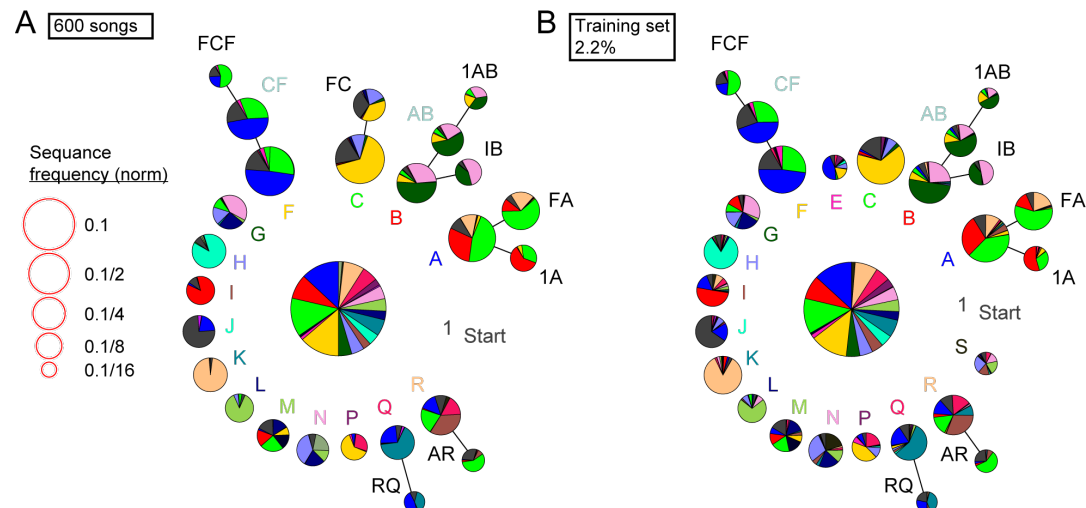 A
600 songs
FCF
CF
FC
1AB
AB
IB
FA
1A
F
C
B
A
G
H
I
J
K
L
M
N
P
Q
R
AR
RQ
1 Start
Sequance
frequency (norm)
0.1
0.1/2
0.1/4
0.1/8
0.1/16
B
Training set
2.2%
FCF
CF
1AB
AB
IB
FA
1A
F
E
C
B
A
G
H
I
J
K
L
M
N
P
Q
R
S
AR
RQ
1 Start